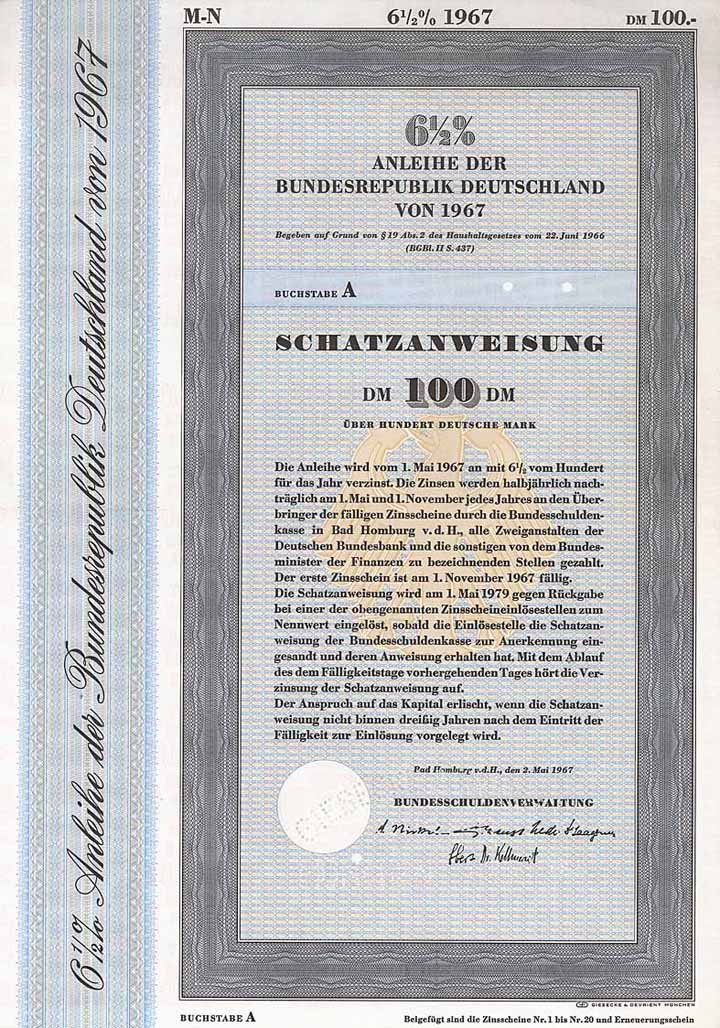 M-N 6½% 1967 DM 100.-
6½% Anleihe der Bundesrepublik Deutschland von 1967
6½%
ANLEIHE DER
BUNDESREPUBLIK DEUTSCHLAND
VON 1967
Begeben auf Grund von § 19 Abs. 2 des Haushaltsgesetzes vom 22. Juni 1966
(BGBl. II S. 437)
BUCHSTABE A
SCHATZANWEISUNG
DM 100 DM
ÜBER HUNDERT DEUTSCHE MARK
Die Anleihe wird vom 1. Mai 1967 an mit 6½ vom Hundert
für das Jahr verzinst. Die Zinsen werden halbjährlich nach-
träglich am 1. Mai und 1. November jedes Jahres an den Über-
bringer der fälligen Zinsscheine durch die Bundesschulden-
kasse in Bad Homburg v. d. H., alle Zweiganstalten der
Deutschen Bundesbank und die sonstigen von dem Bundes-
minister der Finanzen zu bezeichnenden Stellen gezahlt.
Der erste Zinsschein ist am 1. November 1967 fällig.
Die Schatzanweisung wird am 1. Mai 1979 gegen Rückgabe
bei einer der obengenannten Zinsscheineinlösestellen zum
Nennwert eingelöst, sobald die Einlösestelle die Schatzan-
weisung der Bundesschuldenkasse zur Anerkennung ein-
gesandt und deren Anweisung erhalten hat. Mit dem Ablauf
des dem Fälligkeitstage vorhergehenden Tages hört die Ver-
zinsung der Schatzanweisung auf.
Der Anspruch auf das Kapital erlischt, wenn die Schatzan-
weisung nicht binnen dreißig Jahren nach dem Eintritt der
Fälligkeit zur Einlösung vorgelegt wird.
Bad Homburg v. d. H., den 2. Mai 1967
BUNDESSCHULDENVERWALTUNG
GIESECKE & DEVRIENT MÜNCHEN
BUCHSTABE A Beigefügt sind die Zinsscheine Nr. 1 bis Nr. 20 und Erneuerungsschein